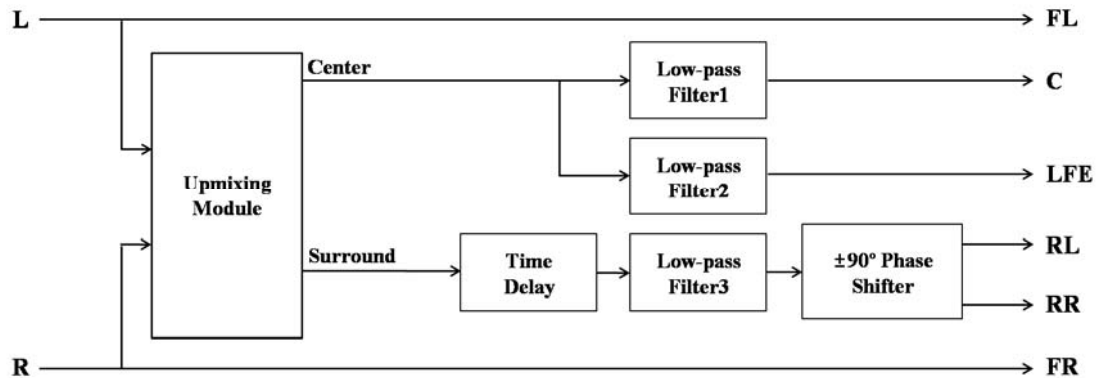 L
FL
Center
Low-pass
Filter1
C
Upmixing
Module
Low-pass
Filter2
LFE
Surround
Time
Delay
Low-pass
Filter3
±90° Phase
Shifter
RL
RR
R
FR